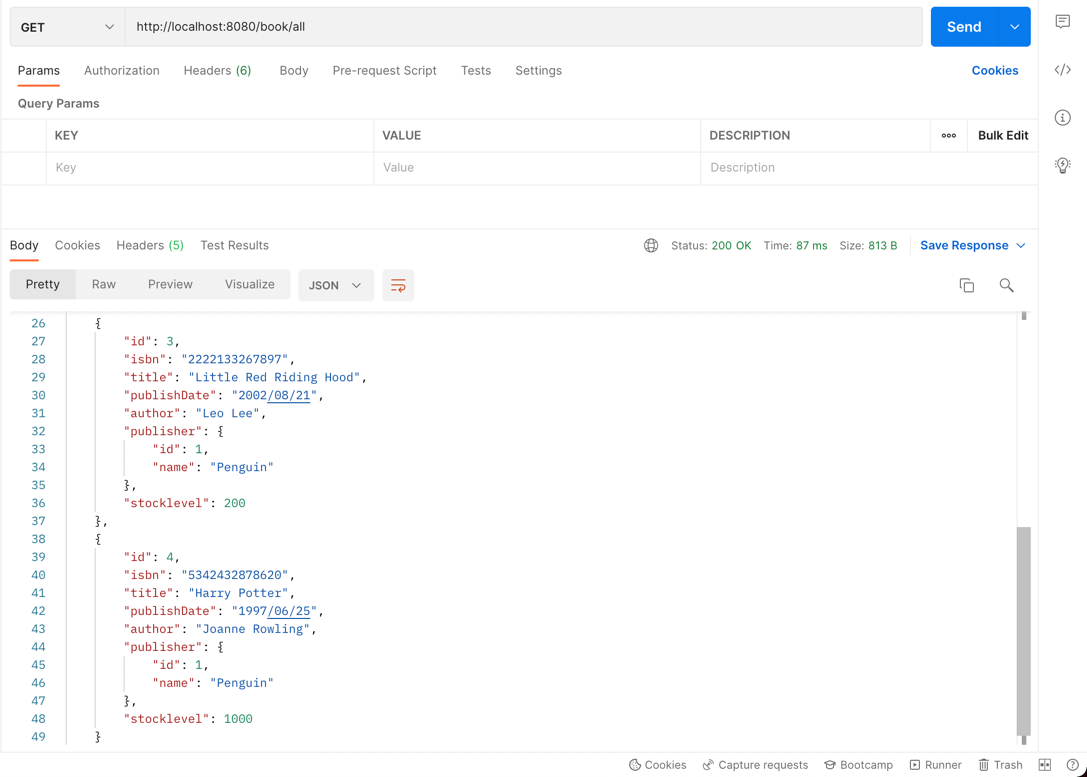 GET http://localhost:8080/book/all Send
Params Authorization Headers (6) Body Pre-request Script Tests Settings Cookies
Query Params
KEY VALUE DESCRIPTION ooo Bulk Edit
Key Value Description
Body Cookies Headers (5) Test Results Status: 200 OK Time: 87 ms Size: 813 B Save Response
Pretty Raw Preview Visualize JSON
26 {
27 "id": 3,
28 "isbn": "2222133267897",
29 "title": "Little Red Riding Hood",
30 "publishDate": "2002/08/21",
31 "author": "Leo Lee",
32 "publisher": {
33 "id": 1,
34 "name": "Penguin"
35 },
36 "stocklevel": 200
37 },
38 {
39 "id": 4,
40 "isbn": "5342432878620",
41 "title": "Harry Potter",
42 "publishDate": "1997/06/25",
43 "author": "Joanne Rowling",
44 "publisher": {
45 "id": 1,
46 "name": "Penguin"
47 },
48 "stocklevel": 1000
49 }
Cookies Capture requests Bootcamp Runner Trash